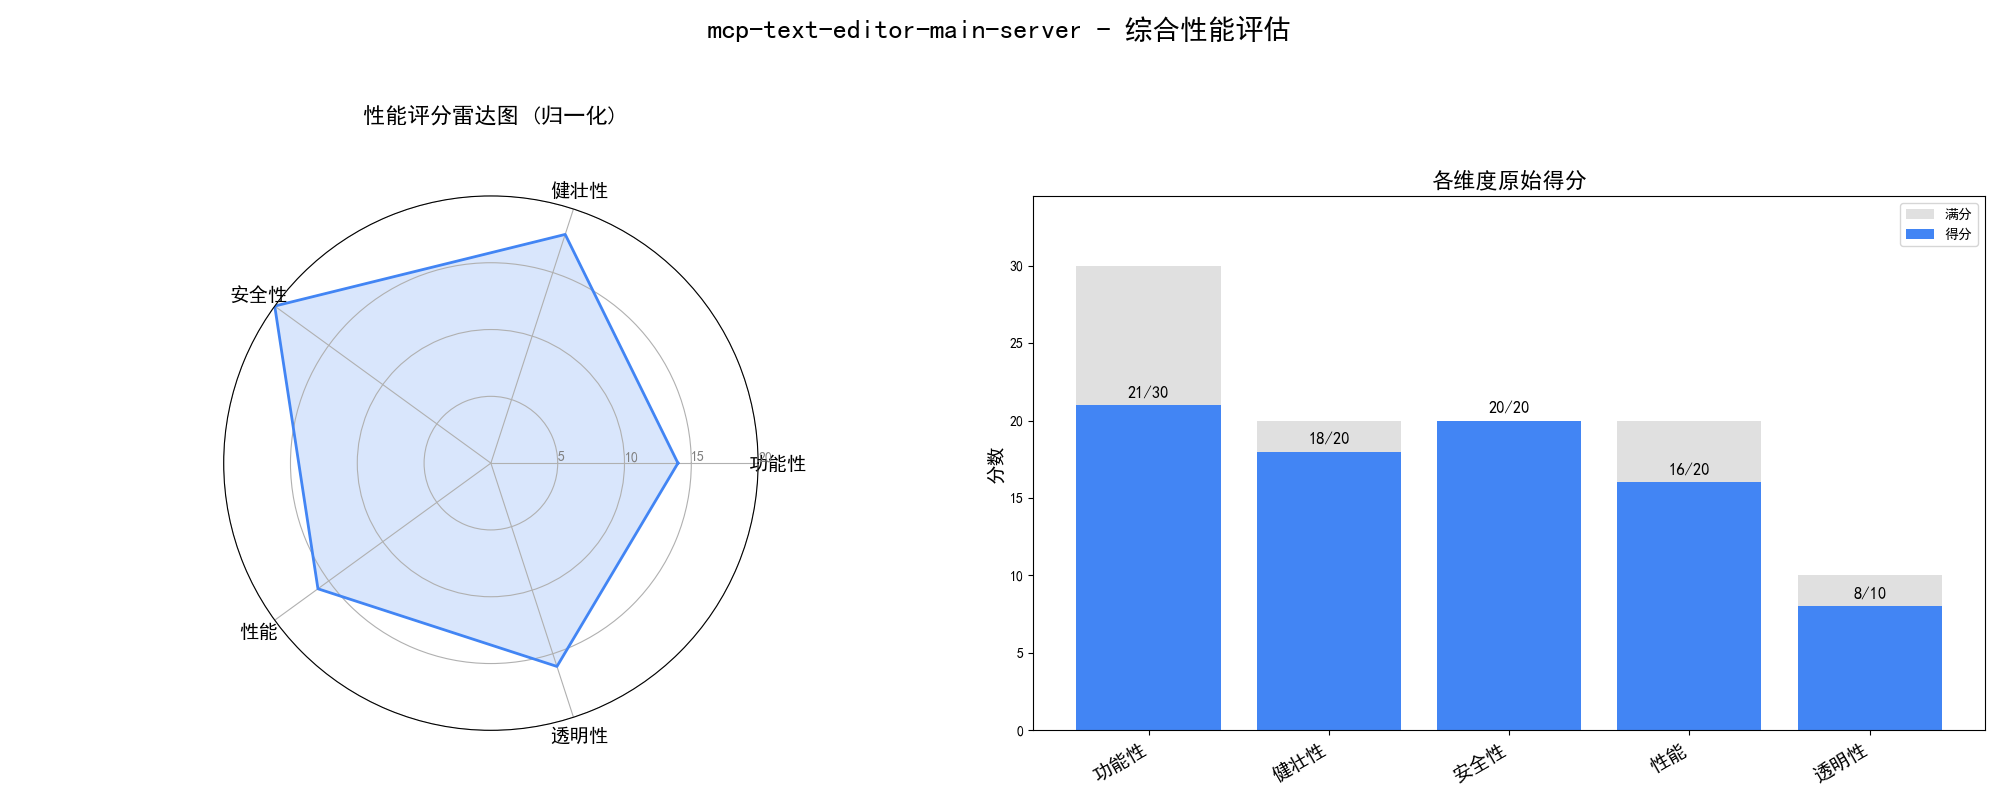 mcp-text-editor-main-server - 综合性能评估
性能评分雷达图 (归一化)
健壮性
安全性
功能性
5
10
15
20
性能
透明性
各维度原始得分
满分
得分
分数
30
25
20
15
10
5
0
21/30
18/20
20/20
16/20
8/10
功能性
健壮性
安全性
性能
透明性